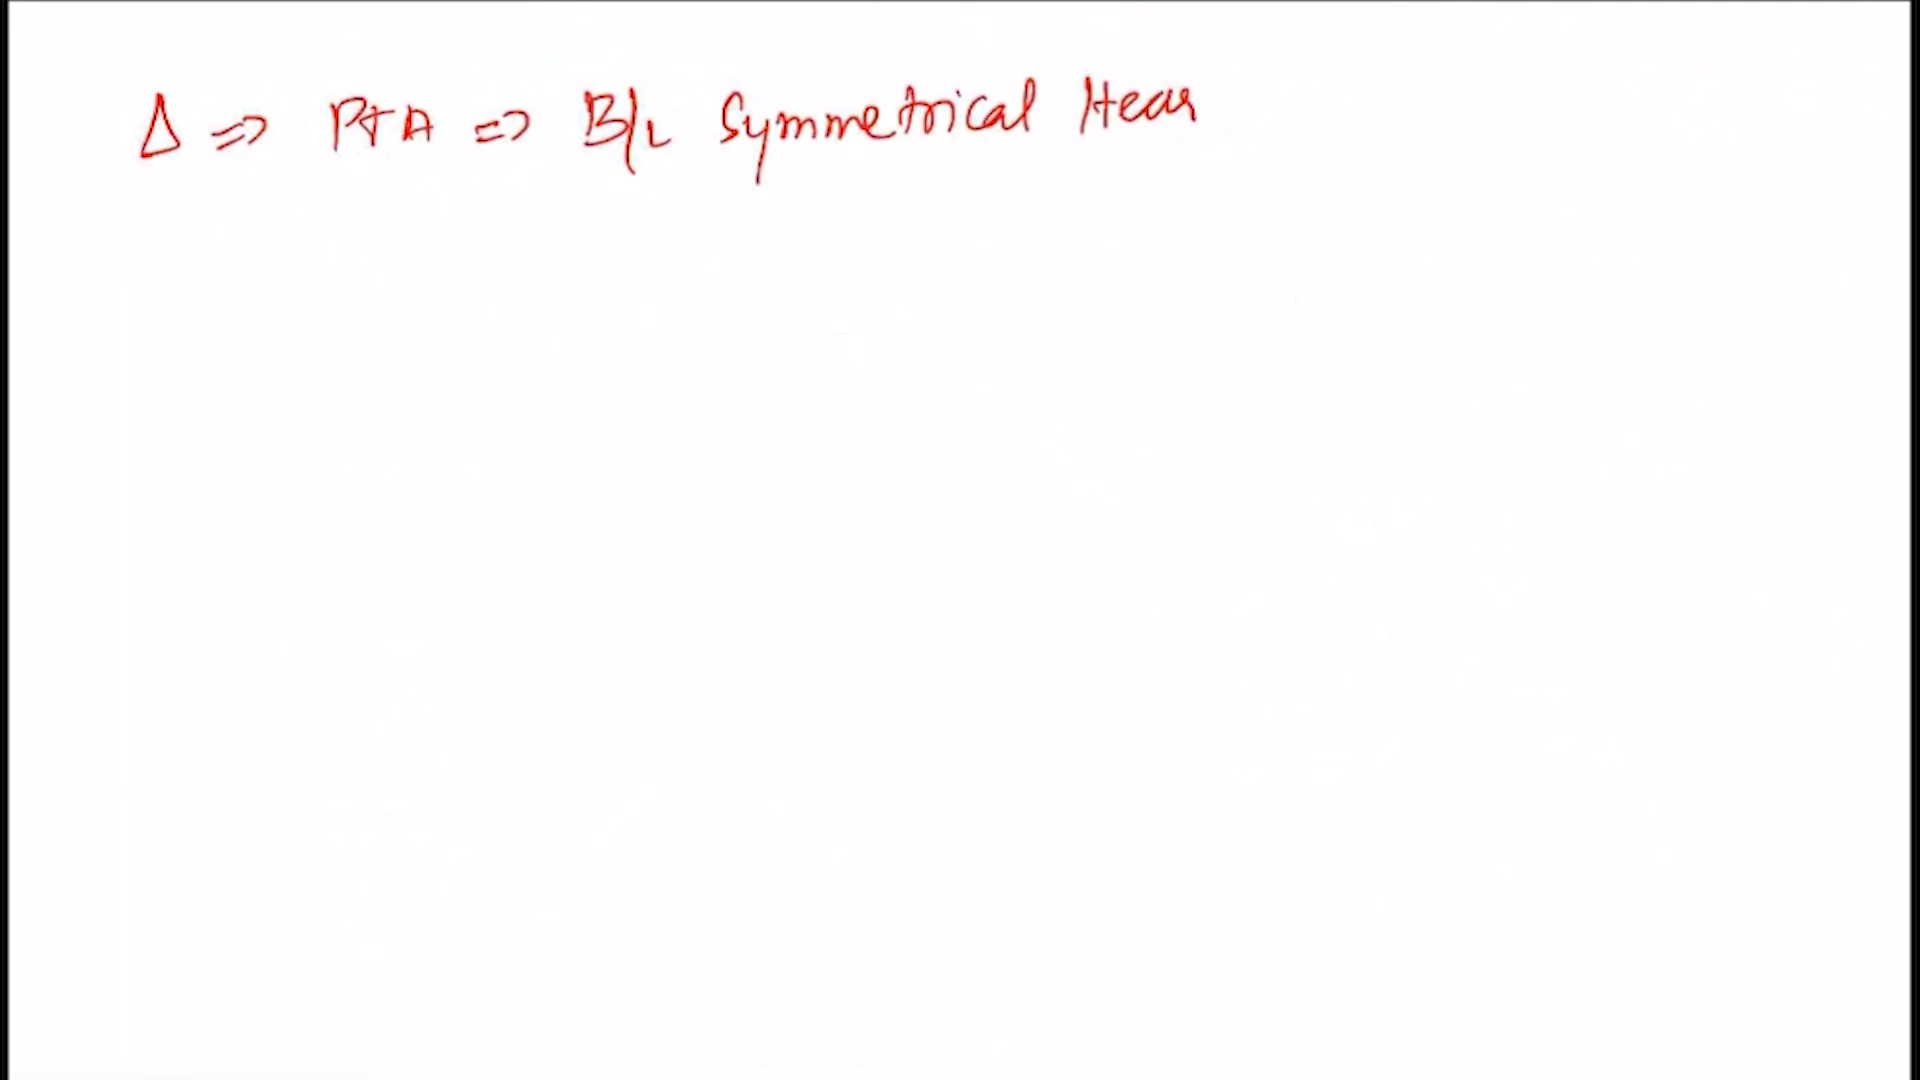 Δ => PTA => B/L Symmetrical Hear